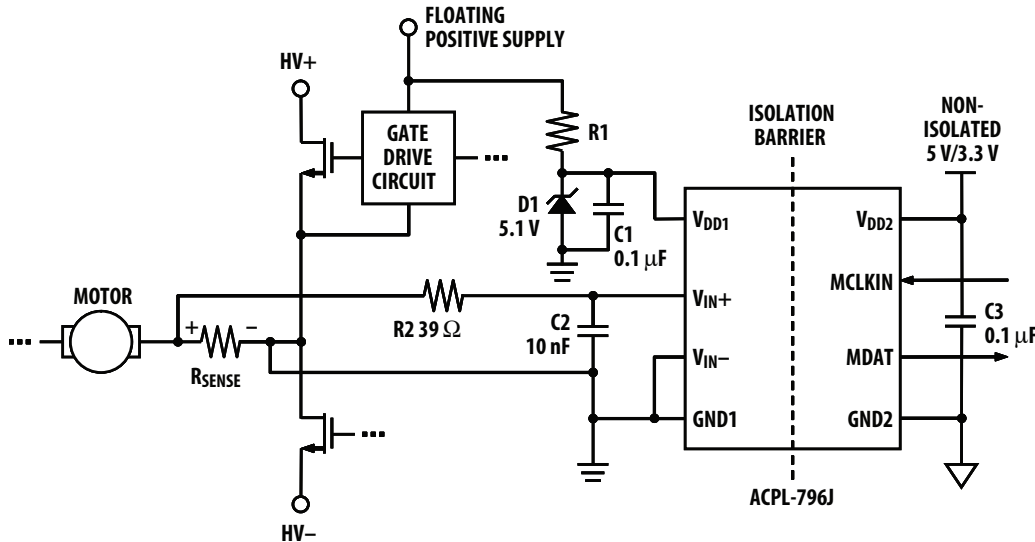 FLOATING
POSITIVE SUPPLY
HV+
GATE
DRIVE
CIRCUIT
R1
ISOLATION
BARRIER
NON-
ISOLATED
5 V/3.3 V
D1
5.1 V
C1
0.1 μF
VDD1
VDD2
MCLKIN
MOTOR
+
-
RSENSE
R2 39 Ω
C2
10 nF
VIN+
VIN−
GND1
MDAT
GND2
C3
0.1 μF
HV−
ACPL-796J